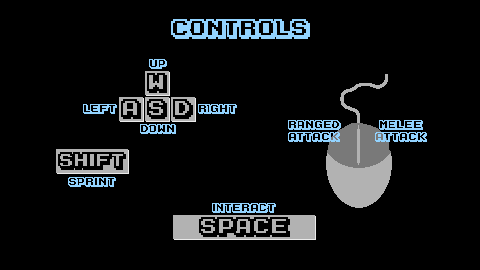 CONTROLS
UP
W
LEFT A S D RIGHT
DOWN
RANGED
ATTACK
MELEE
ATTACK
SHIFT
SPRINT
INTERACT
SPACE